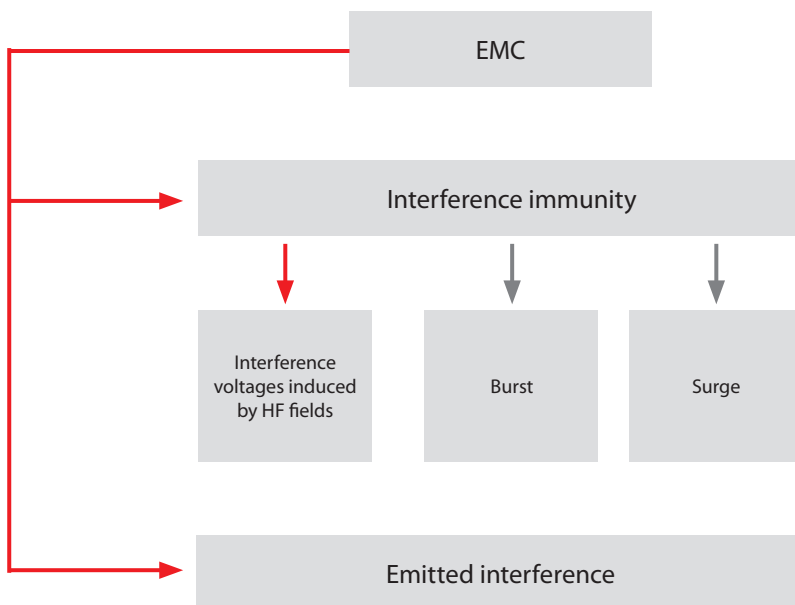 EMC
Interference immunity
Interference
voltages induced
by HF fields
Burst
Surge
Emitted interference